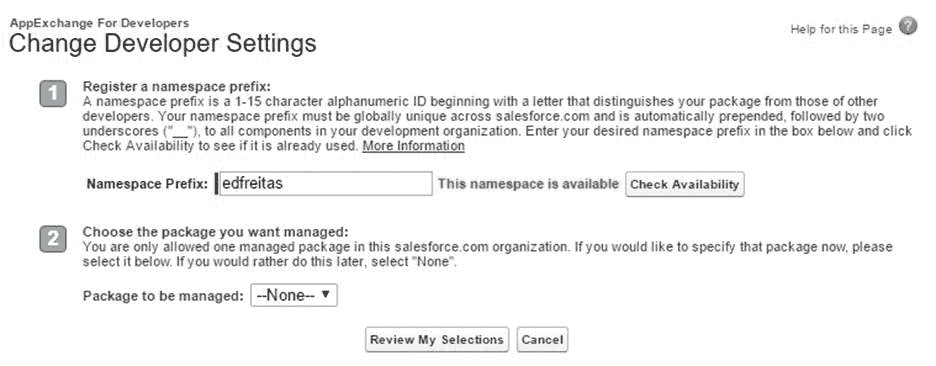 AppExchange For Developers
Change Developer Settings
Help for this Page ?
1
Register a namespace prefix:
A namespace prefix is a 1-15 character alphanumeric ID beginning with a letter that distinguishes your package from those of other
developers. Your namespace prefix must be globally unique across salesforce.com and is automatically prepended, followed by two
underscores ("__"), to all components in your development organization. Enter your desired namespace prefix in the box below and click
Check Availability to see if it is already used. More Information
Namespace Prefix: edfreitas This namespace is available Check Availability
2
Choose the package you want managed:
You are only allowed one managed package in this salesforce.com organization. If you would like to specify that package now, please
select it below. If you would rather do this later, select "None".
Package to be managed: --None-- ▼
Review My Selections Cancel